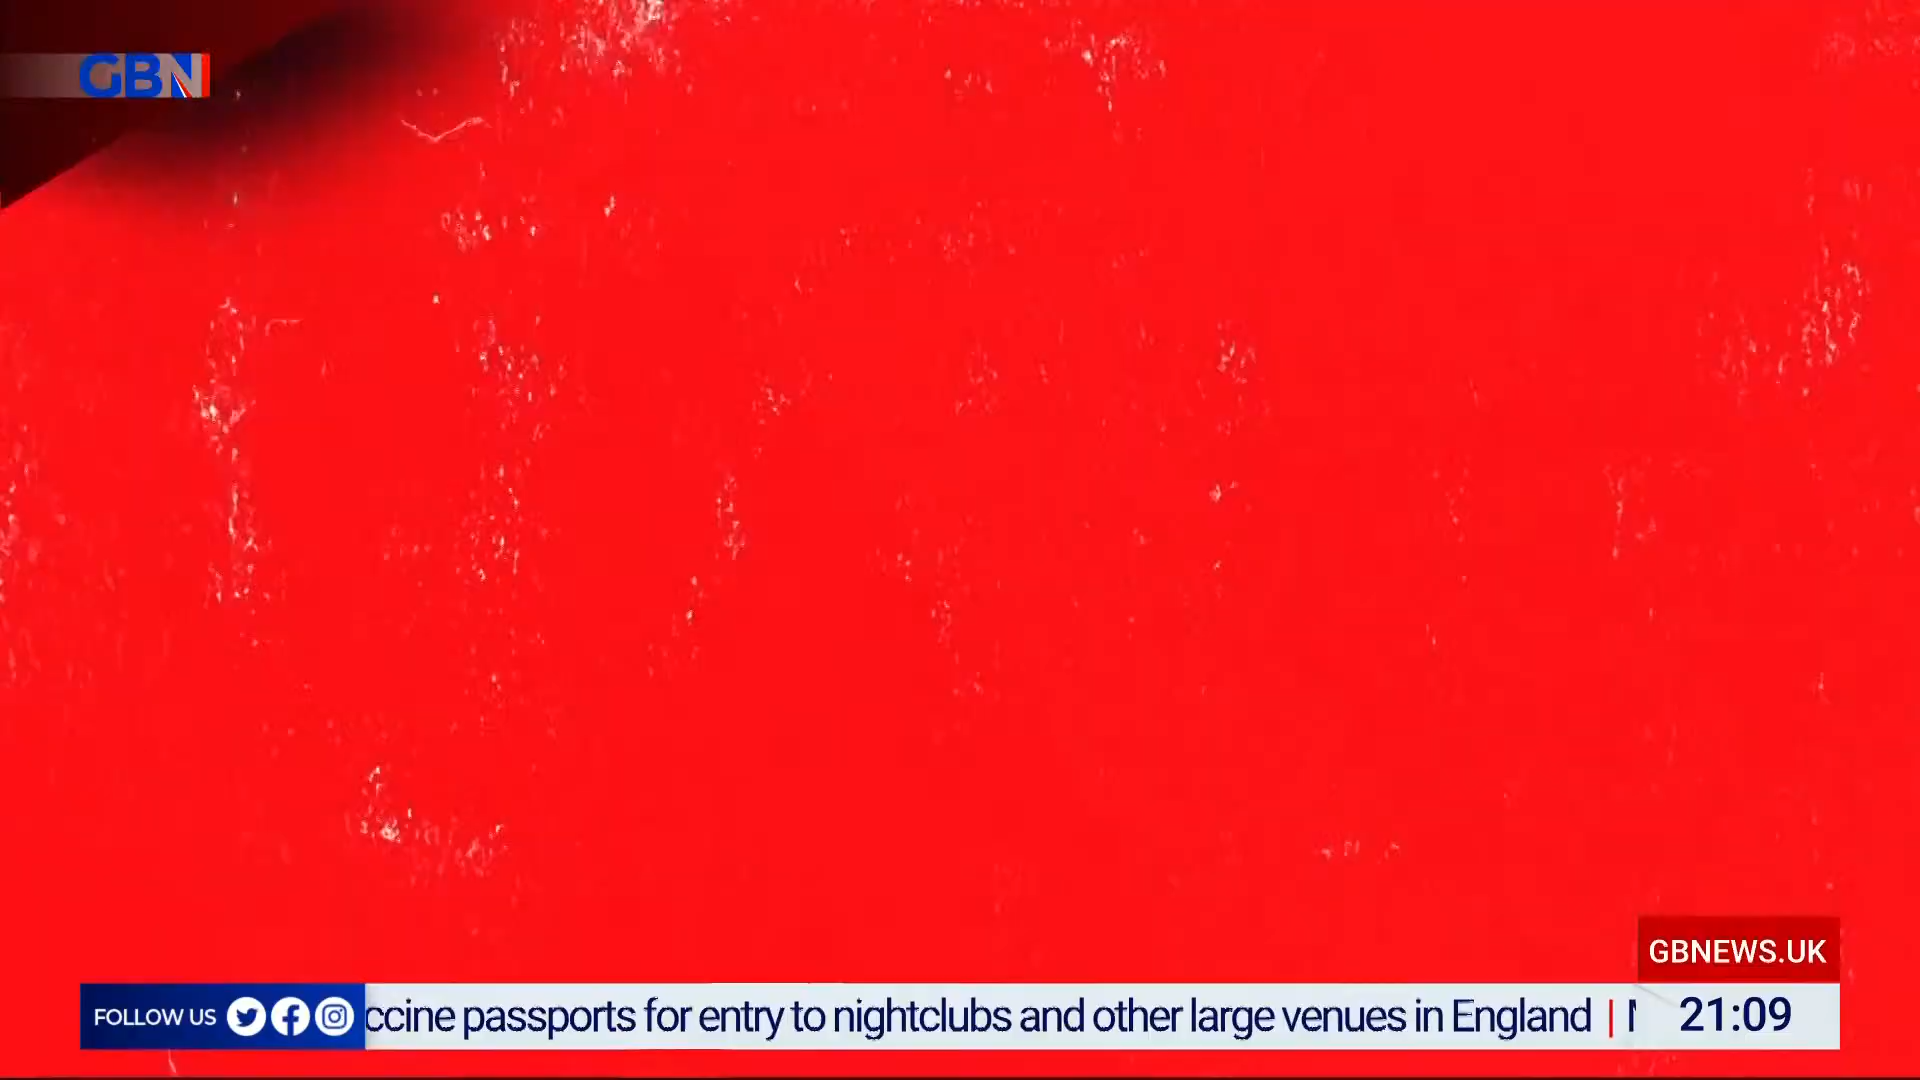 GBN
GBNEWS.UK
FOLLOW US
ccine passports for entry to nightclubs and other large venues in England |
21:09